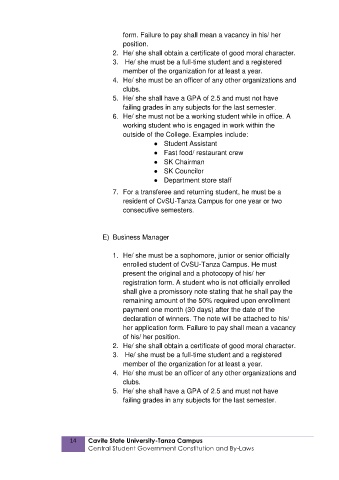 form. Failure to pay shall mean a vacancy in his/ her
position.
2. He/ she shall obtain a certificate of good moral character.
3. He/ she must be a full-time student and a registered
member of the organization for at least a year.
4. He/ she must be an officer of any other organizations and
clubs.
5. He/ she shall have a GPA of 2.5 and must not have
failing grades in any subjects for the last semester.
6. He/ she must not be a working student while in office. A
working student who is engaged in work within the
outside of the College. Examples include:
● Student Assistant
● Fast food/ restaurant crew
● SK Chairman
● SK Councilor
● Department store staff
7. For a transferee and returning student, he must be a
resident of CvSU-Tanza Campus for one year or two
consecutive semesters.
E) Business Manager
1. He/ she must be a sophomore, junior or senior officially
enrolled student of CvSU-Tanza Campus. He must
present the original and a photocopy of his/ her
registration form. A student who is not officially enrolled
shall give a promissory note stating that he shall pay the
remaining amount of the 50% required upon enrollment
payment one month (30 days) after the date of the
declaration of winners. The note will be attached to his/
her application form. Failure to pay shall mean a vacancy
of his/ her position.
2. He/ she shall obtain a certificate of good moral character.
3. He/ she must be a full-time student and a registered
member of the organization for at least a year.
4. He/ she must be an officer of any other organizations and
clubs.
5. He/ she shall have a GPA of 2.5 and must not have
failing grades in any subjects for the last semester.
14 Cavite State University-Tanza Campus
Central Student Government Constitution and By-Laws